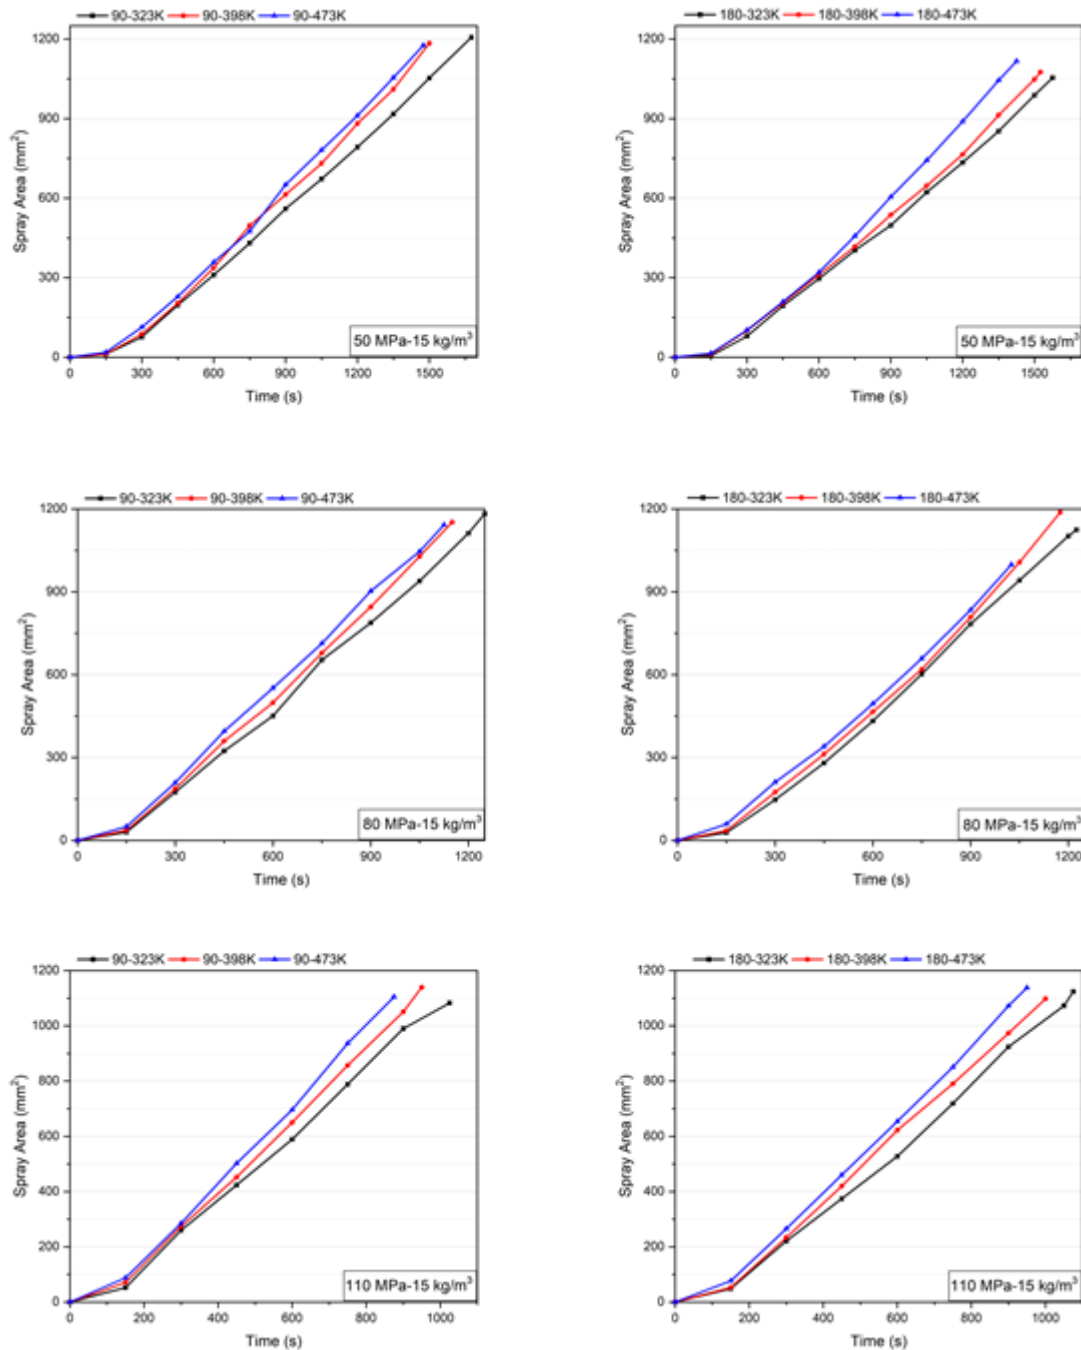 90-323K 90-398K 90-473K
1200
900
600
300
0
Spray Area (mm²)
0 300 600 900 1200 1500
Time (s)
50 MPa-15 kg/m³
180-323K 180-398K 180-473K
1200
900
600
300
0
Spray Area (mm²)
0 300 600 900 1200 1500
Time (s)
50 MPa-15 kg/m³
90-323K 90-398K 90-473K
1200
900
600
300
0
Spray Area (mm²)
0 300 600 900 1200
Time (s)
80 MPa-15 kg/m³
180-323K 180-398K 180-473K
1200
900
600
300
0
Spray Area (mm²)
0 300 600 900 1200
Time (s)
80 MPa-15 kg/m³
90-323K 90-398K 90-473K
1200
1000
800
600
400
200
0
Spray Area (mm²)
0 200 400 600 800 1000
Time (s)
110 MPa-15 kg/m³
180-323K 180-398K 180-473K
1200
1000
800
600
400
200
0
Spray Area (mm²)
0 200 400 600 800 1000
Time (s)
110 MPa-15 kg/m³